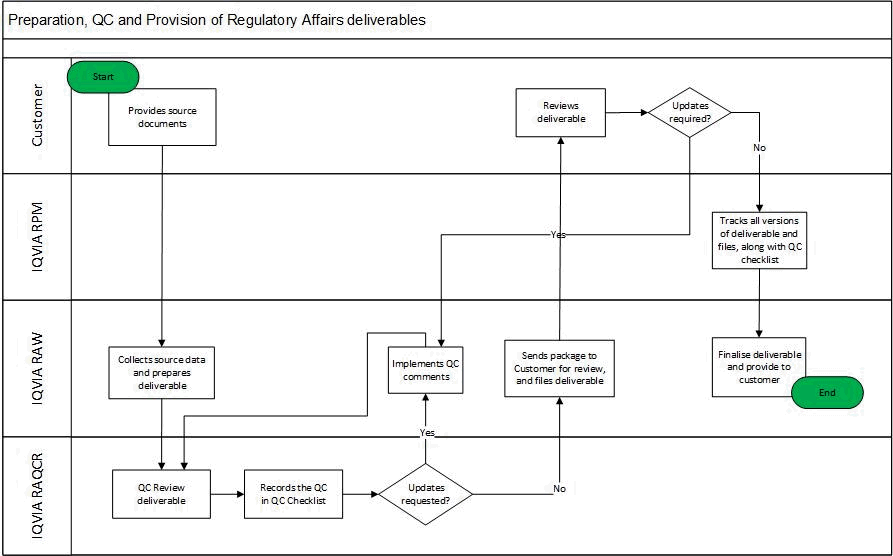 Preparation, QC and Provision of Regulatory Affairs deliverables
Customer
Start
Provides source
documents
Reviews
deliverable
Updates
required?
No
Yes
IQVIA RPM
Tracks all versions
of deliverable and
files, along with QC
checklist
IQVIA RAW
Collects source data
and prepares
deliverable
Implements QC
comments
Sends package to
Customer for review,
and files deliverable
Finalise deliverable
and provide to
customer
End
Yes
IQVIA RAQCR
QC Review
deliverable
Records the QC
in QC Checklist
Updates
requested?
No